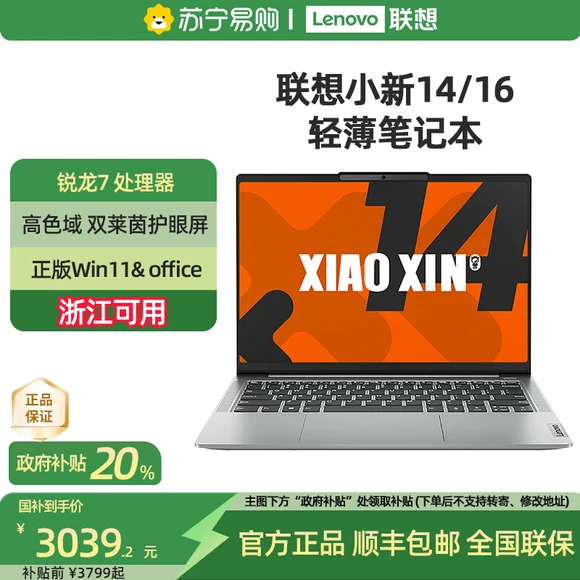 苏宁易购 Lenovo 联想
联想小新14/16
轻薄笔记本
锐龙7 处理器
高色域 双莱茵护眼屏
正版Win11& office
浙江可用
14
XIAO XIN
Lenovo
正品
保证
政府补贴 20%
国补到手价
¥ 3039.2 元
补贴前 ¥3799起
主图下方“政府补贴”处领取补贴 (下单后不支持转寄、修改地址)
官方正品 顺丰包邮 全国联保